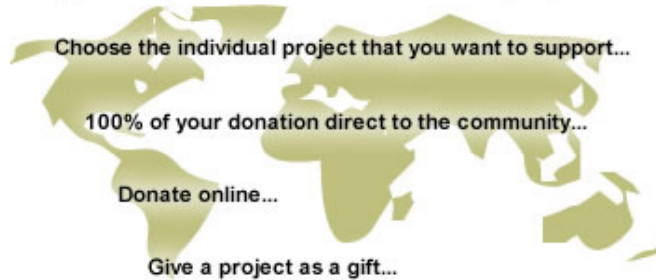 Choose the individual project that you want to support...
100% of your donation direct to the community...
Donate online...
Give a project as a gift...